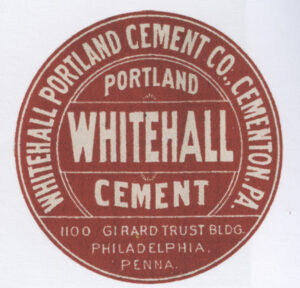 WHITEHALL PORTLAND CEMENT CO., CEMENTON, PA.
PORTLAND
WHITEHALL
CEMENT
1100 GIRARD TRUST BLDG.
PHILADELPHIA.
PENNA.